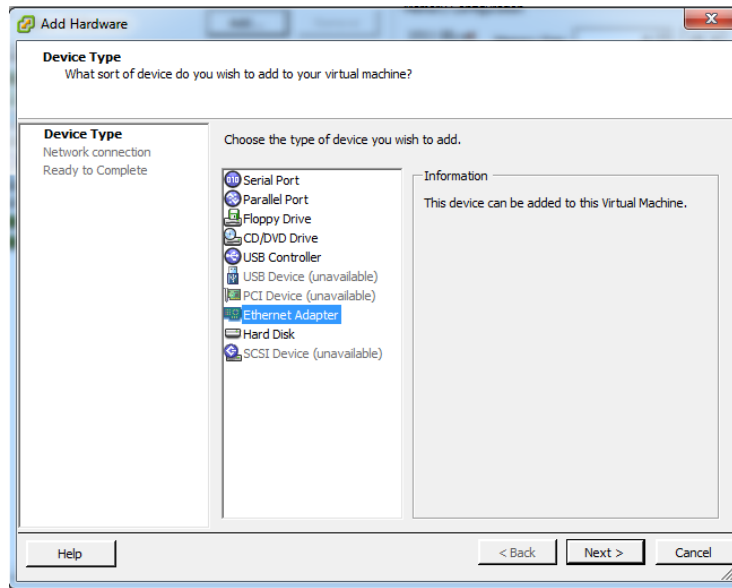 Add Hardware
Device Type
What sort of device do you wish to add to your virtual machine?
Device Type
Network connection
Ready to Complete
Choose the type of device you wish to add.
Serial Port
Parallel Port
Floppy Drive
CD/DVD Drive
USB Controller
USB Device (unavailable)
PCI Device (unavailable)
Ethernet Adapter
Hard Disk
SCSI Device (unavailable)
Information
This device can be added to this Virtual Machine.
Help
< Back
Next >
Cancel